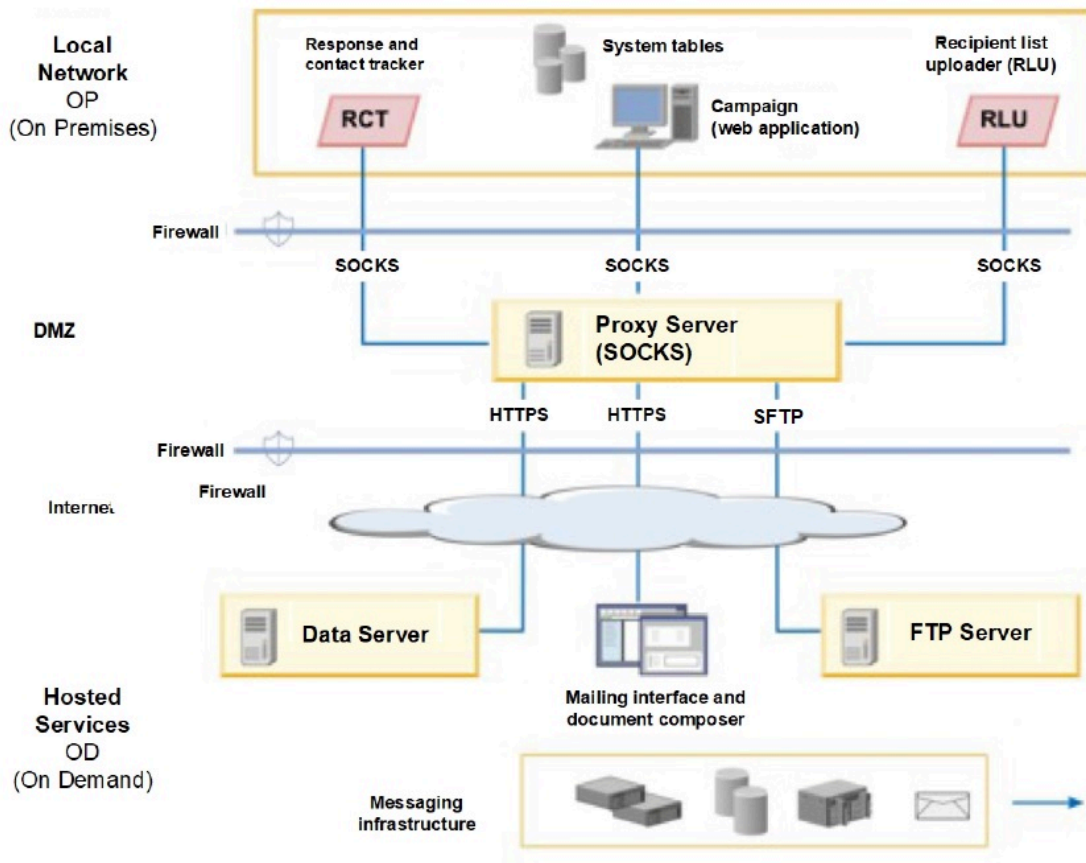 Local
Network
OP
(On Premises)
Response and
contact tracker
System tables
Recipient list
uploader (RLU)
RCT
Campaign
(web application)
RLU
Firewall
SOCKS
SOCKS
SOCKS
DMZ
Proxy Server
(SOCKS)
HTTPS
HTTPS
SFTP
Firewall
Firewall
Internet
Data Server
FTP Server
Mailing interface and
document composer
Hosted
Services
OD
(On Demand)
Messaging
infrastructure